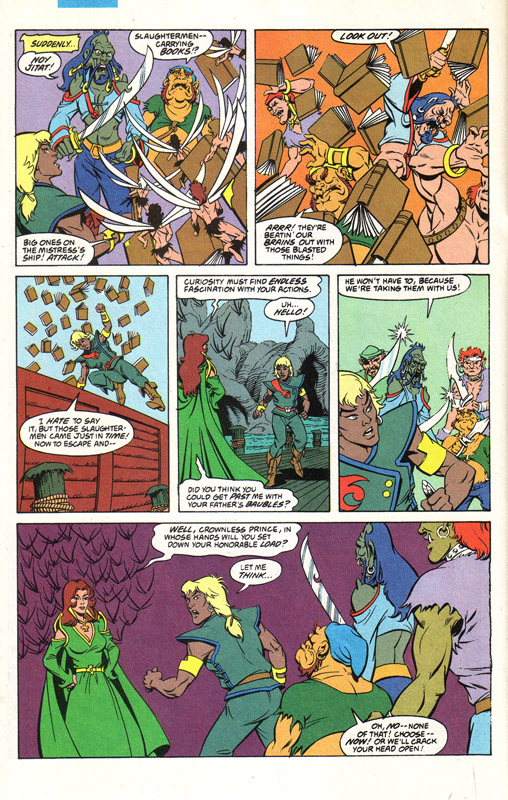 SUDDENLY...
NOY
JITAT!
SLAUGHTERMEN--
CARRYING
BOOKS!?
BIG ONES ON
THE MISTRESS'S
SHIP! ATTACK!
LOOK OUT!
ARRR! THEY'RE
BEATIN' OUR
BRAINS OUT WITH
THOSE BLASTED
THINGS!
I HATE TO SAY
IT, BUT THOSE SLAUGHTER-
MEN CAME JUST IN TIME!
NOW TO ESCAPE AND--
CURIOSITY MUST FIND ENDLESS
FASCINATION WITH YOUR ACTIONS.
UH...
HELLO!
DID YOU THINK YOU
COULD GET PAST ME WITH
YOUR FATHER'S BAUBLES?
HE WON'T HAVE TO, BECAUSE
WE'RE TAKING THEM WITH US!
WELL, CROWNLESS PRINCE, IN
WHOSE HANDS WILL YOU SET
DOWN YOUR HONORABLE LOAD?
LET ME
THINK...
OH, NO--NONE
OF THAT! CHOOSE--
NOW! OR WE'LL CRACK
YOUR HEAD OPEN!